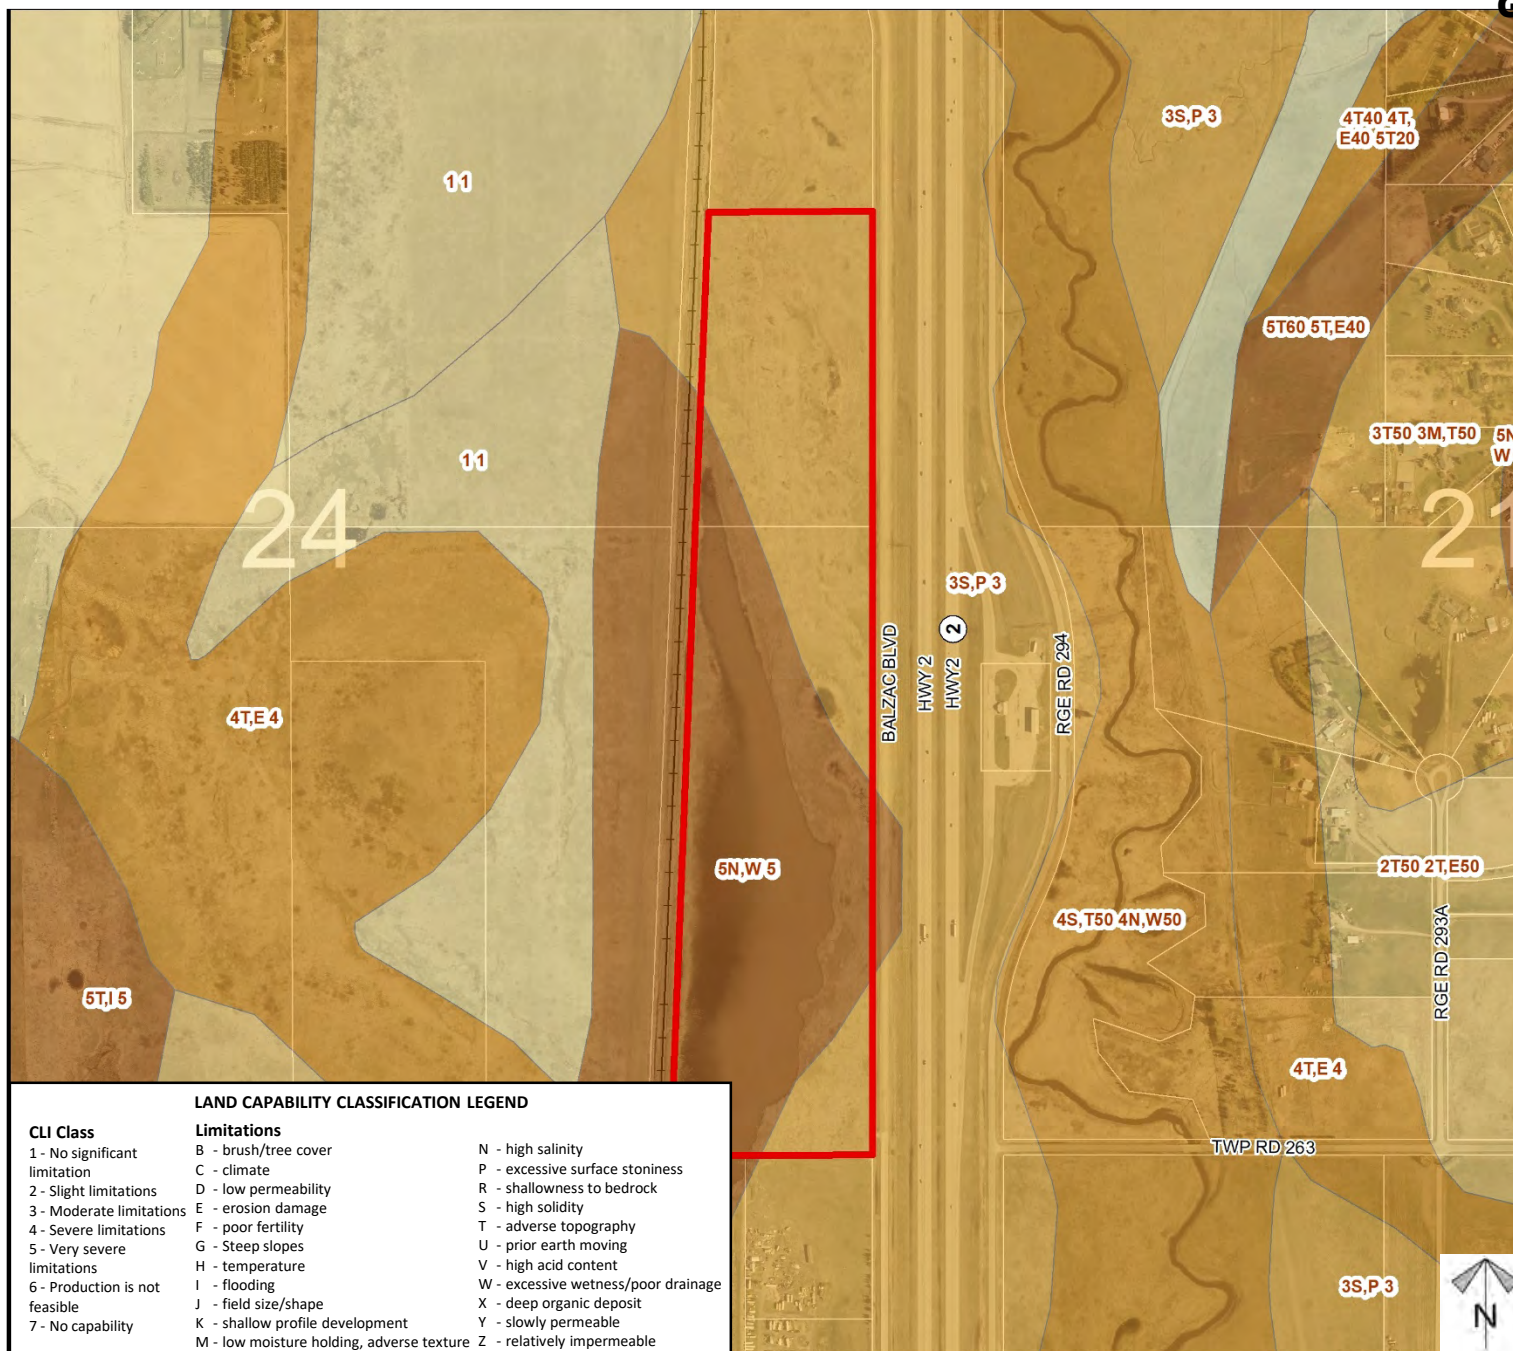 3S,P 3
4T40 4T,
E40 5T20
1 1
5T60 5T,E40
3T50 3M,T50
5N
W
1 1
24
21
3S,P 3
2
BALZAC BLVD
HWY 2
HWY2
RGE RD 294
4T,E 4
5N,W 5
2T50 2T,E50
4S,T50 4N,W50
RGE RD 293A
5T,I 5
4T,E 4
TWP RD 263
3S,P 3
N
LAND CAPABILITY CLASSIFICATION LEGEND
CLI Class
1 - No significant
limitation
2 - Slight limitations
3 - Moderate limitations
4 - Severe limitations
5 - Very severe
limitations
6 - Production is not
feasible
7 - No capability
Limitations
B - brush/tree cover
C - climate
D - low permeability
E - erosion damage
F - poor fertility
G - Steep slopes
H - temperature
I - flooding
J - field size/shape
K - shallow profile development
M - low moisture holding, adverse texture
N - high salinity
P - excessive surface stoniness
R - shallowness to bedrock
S - high solidity
T - adverse topography
U - prior earth moving
V - high acid content
W - excessive wetness/poor drainage
X - deep organic deposit
Y - slowly permeable
Z - relatively impermeable